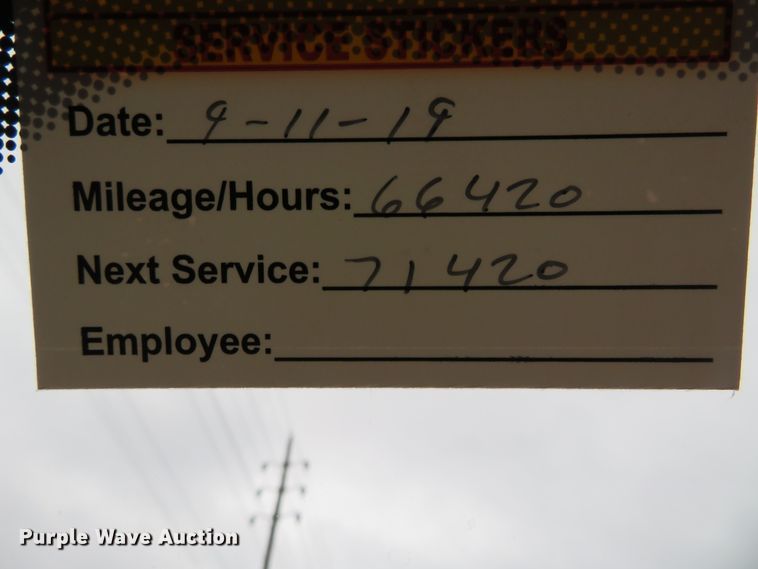 SERVICE STICKERS
Date: 9-11-19
Mileage/Hours: 66420
Next Service: 71420
Employee:
Purple Wave Auction